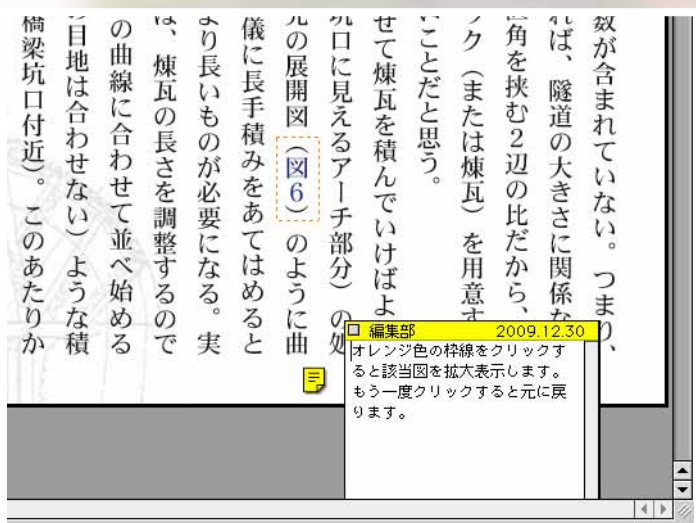 数が含まれていない。つまり、
れば、隧道の大きさに関係な
角を挟む2辺の比だから、
ック（または煉瓦）を用意す
いことだと思う。
せて煉瓦を積んでいけばよ
坑口に見えるアーチ部分）の処
元の展開図（図6）のように曲
儀に長手積みをあてはめると
より長いものが必要になる。実
は、煉瓦の長さを調整するので
の曲線に合わせて並べ始める
の目地は合わせない）ような積
橋梁坑口付近）。このあたりか
編集部 2009.12.30
オレンジ色の枠線をクリックす
ると該当図を拡大表示します。
もう一度クリックすると元に戻
ります。